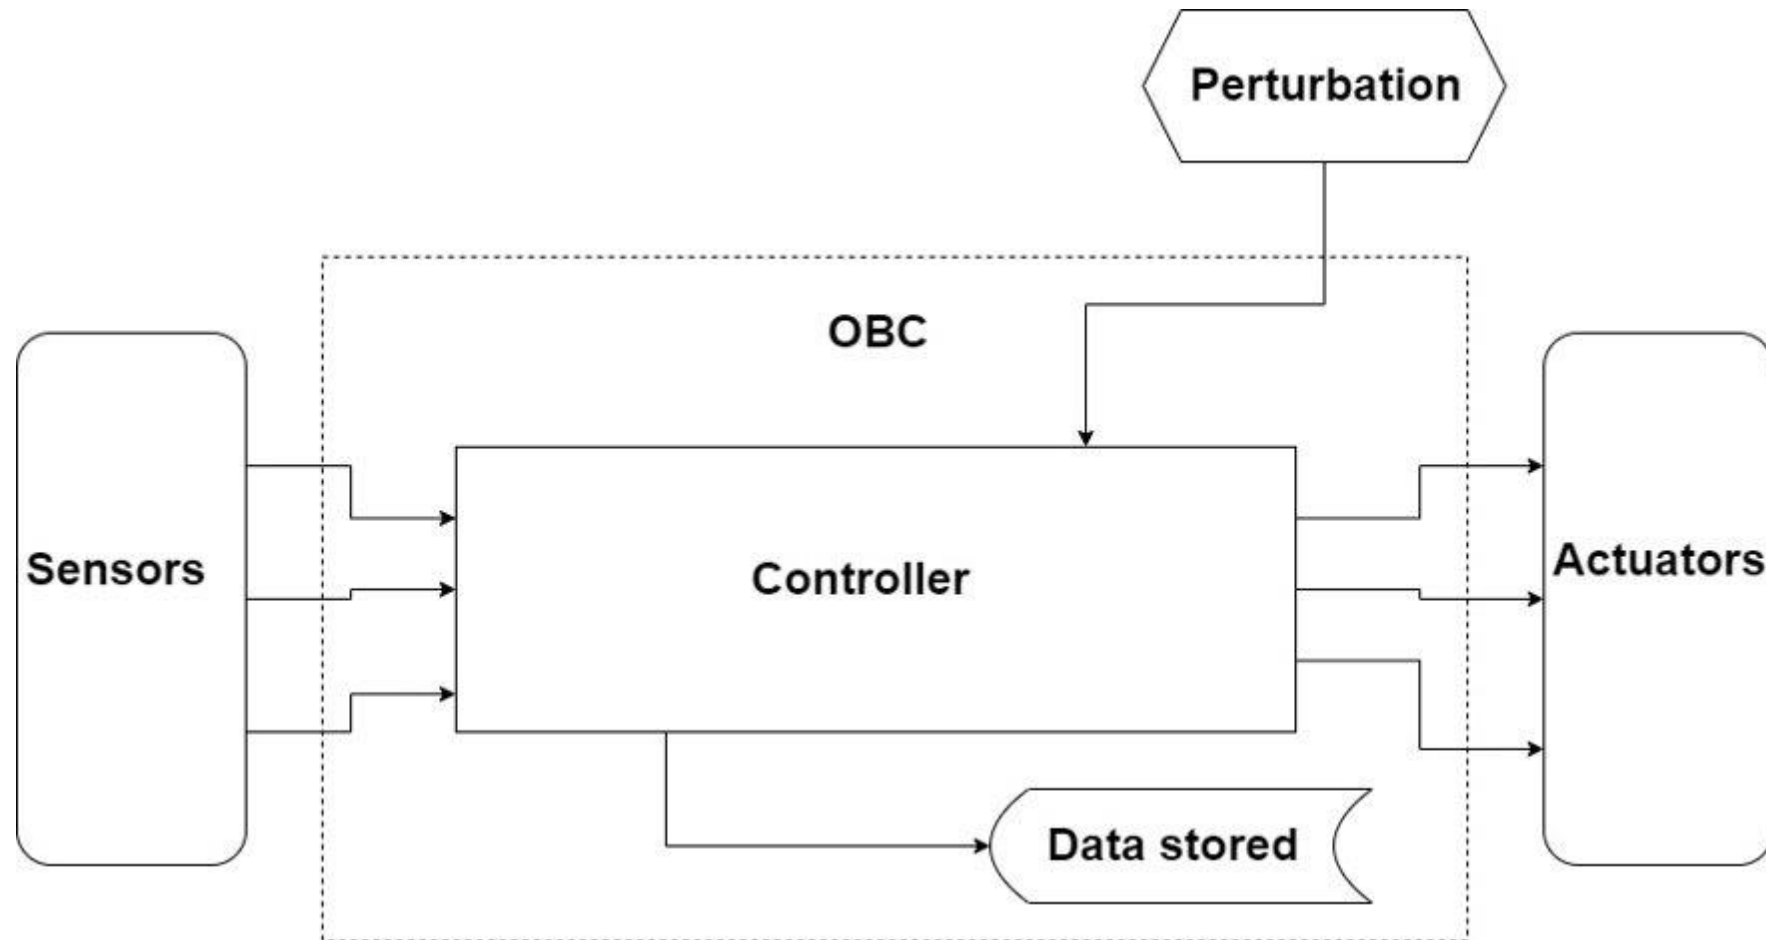 Perturbation
OBC
Sensors
Controller
Actuators
Data stored